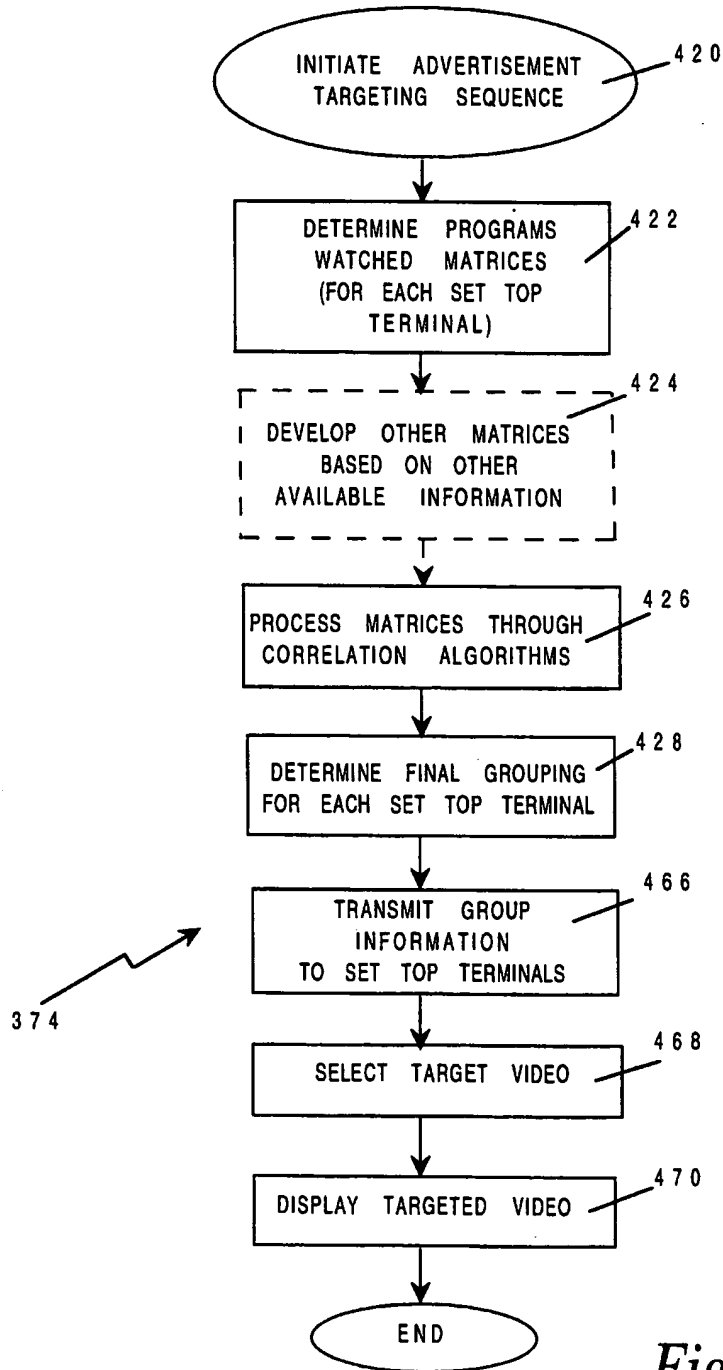 INITIATE ADVERTISEMENT
TARGETING SEQUENCE
420
DETERMINE PROGRAMS
WATCHED MATRICES
(FOR EACH SET TOP
TERMINAL)
422
DEVELOP OTHER MATRICES
BASED ON OTHER
AVAILABLE INFORMATION
424
PROCESS MATRICES THROUGH
CORRELATION ALGORITHMS
426
DETERMINE FINAL GROUPING
FOR EACH SET TOP TERMINAL
428
TRANSMIT GROUP
INFORMATION
TO SET TOP TERMINALS
466
374
SELECT TARGET VIDEO
468
DISPLAY TARGETED VIDEO
470
END